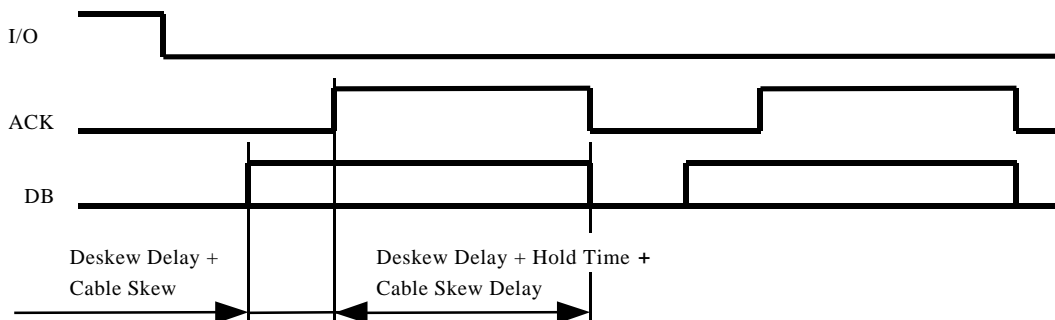 I/O
ACK
DB
Deskew Delay +
Cable Skew
Deskew Delay + Hold Time +
Cable Skew Delay